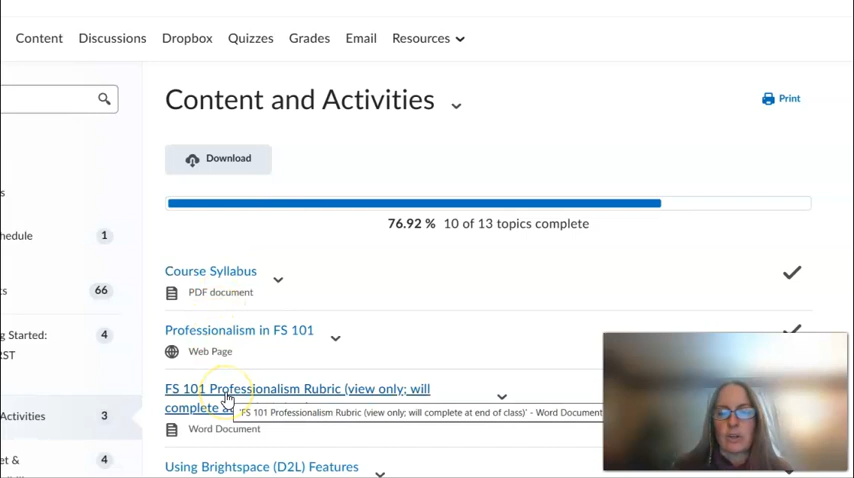 Content Discussions Dropbox Quizzes Grades Email Resources
Content and Activities
Print
Download
76.92 % 10 of 13 topics complete
s
hedule 1
Course Syllabus
PDF document
ks 66
Professionalism in FS 101
g Started: 4
RST
Web Page
FS 101 Professionalism Rubric (view only; will
complete a
'FS 101 Professionalism Rubric (view only; will complete at end of class)' - Word Document
Activities 3
Word Document
et & 4
Using Brightspace (D2L) Features